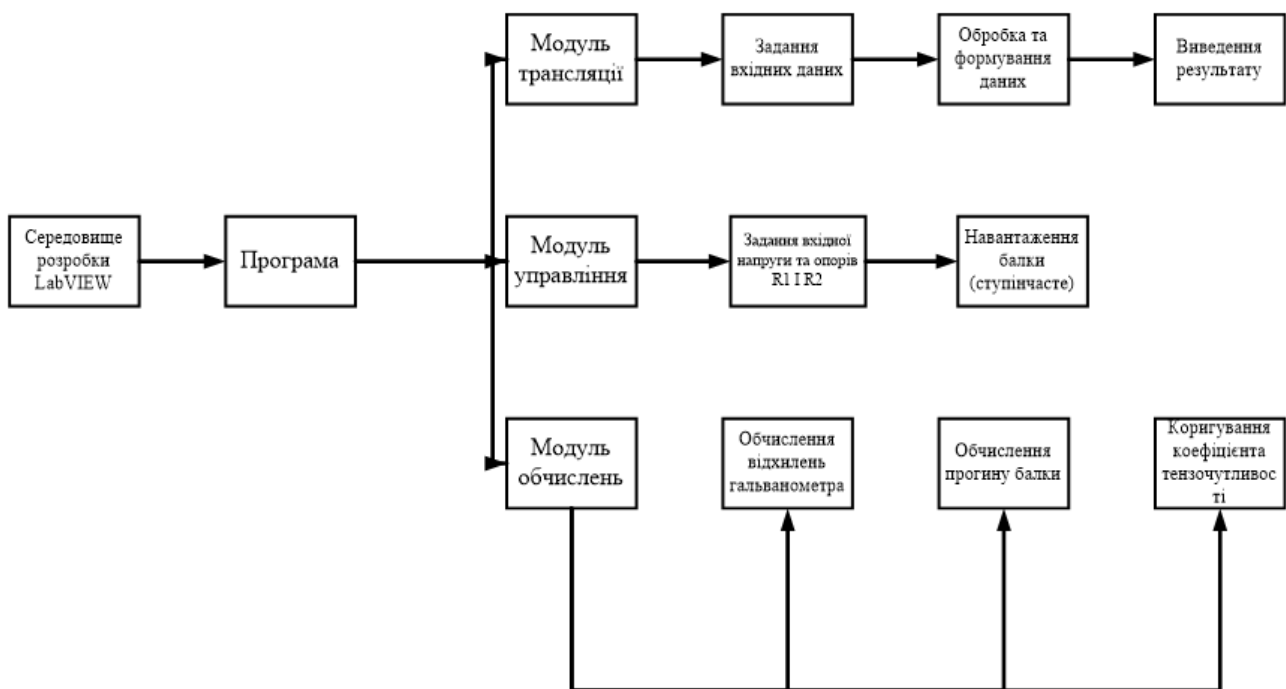 Модуль
трансляції
Задання
вхідних даних
Обробка та
формування
даних
Виведення
результату
Середовище
розробки
LabVIEW
Програма
Модуль
управління
Задання вхідної
напруги та опорів
R1 I R2
Навантаження
балки
(ступінчасте)
Модуль
обчислень
Обчислення
відхилень
гальванометра
Обчислення
прогину балки
Коригування
коефіцієнта
тензочутливос
ті